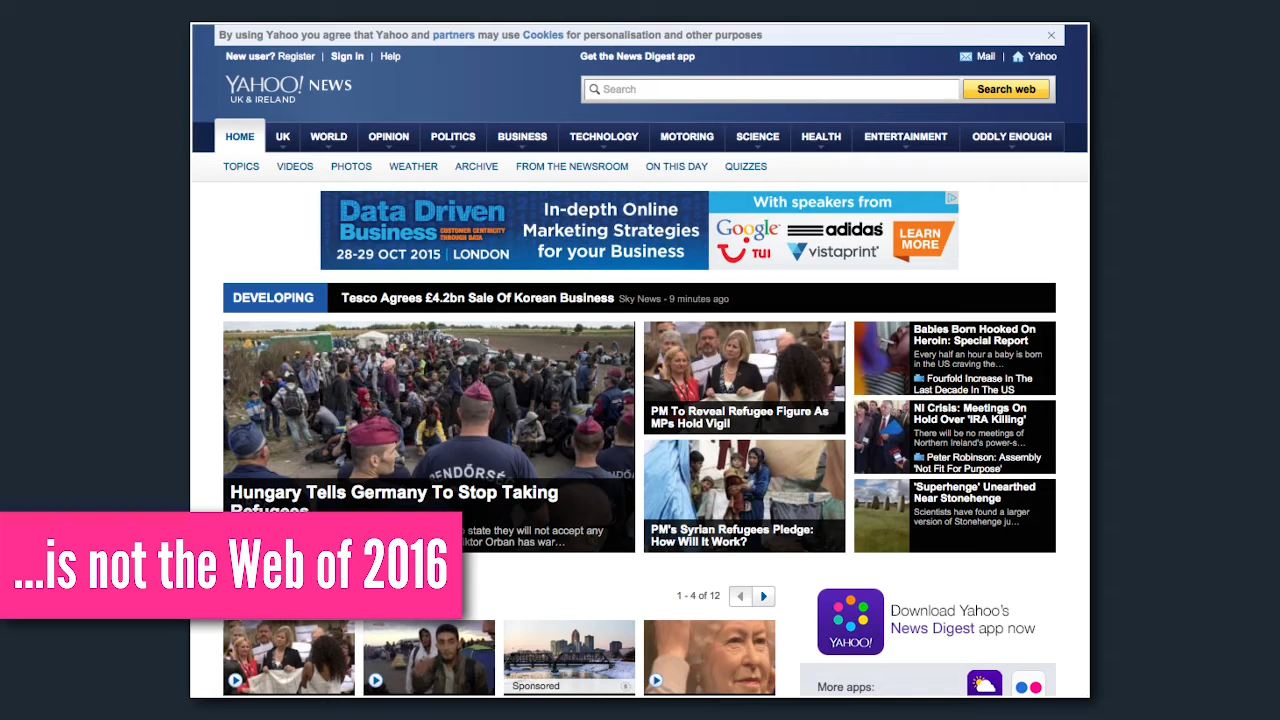 By using Yahoo you agree that Yahoo and partners may use Cookies for personalisation and other purposes
New user? Register | Sign in | Help
Get the News Digest app
Mail | Yahoo
YAHOO! NEWS
UK & IRELAND
Search
Search web
HOME UK WORLD OPINION POLITICS BUSINESS TECHNOLOGY MOTORING SCIENCE HEALTH ENTERTAINMENT ODDLY ENOUGH
TOPICS VIDEOS PHOTOS WEATHER ARCHIVE FROM THE NEWSROOM ON THIS DAY QUIZZES
Data Driven
Business CUSTOMER CENTRICITY
THROUGH DATA
28-29 OCT 2015 | LONDON
In-depth Online
Marketing Strategies
for your Business
With speakers from
Google adidas
TUI vistaprint
LEARN
MORE
DEVELOPING Tesco Agrees £4.2bn Sale Of Korean Business Sky News - 9 minutes ago
RENDŐRSÉG
Hungary Tells Germany To Stop Taking
Refugees
o state they will not accept any
iktor Orban has war...
PM To Reveal Refugee Figure As
MPs Hold Vigil
PM's Syrian Refugees Pledge:
How Will It Work?
Babies Born Hooked On
Heroin: Special Report
Every half an hour a baby is born
in the US craving the...
Fourfold Increase In The
Last Decade In The US
NI Crisis: Meetings On
Hold Over 'IRA Killing'
There will be no meetings of
Northern Ireland's power-s...
Peter Robinson: Assembly
'Not Fit For Purpose'
'Superhenge' Unearthed
Near Stonehenge
Scientists have found a larger
version of Stonehenge ju...
...is not the Web of 2016
1 - 4 of 12
Sponsored
YAHOO!
Download Yahoo's
News Digest app now
More apps: